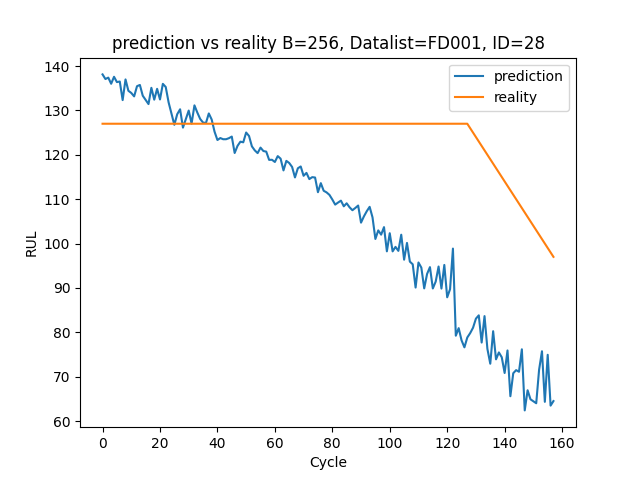 prediction vs reality B=256, Datalist=FD001, ID=28
prediction
reality
RUL
140
130
120
110
100
90
80
70
60
0 20 40 60 80 100 120 140 160
Cycle